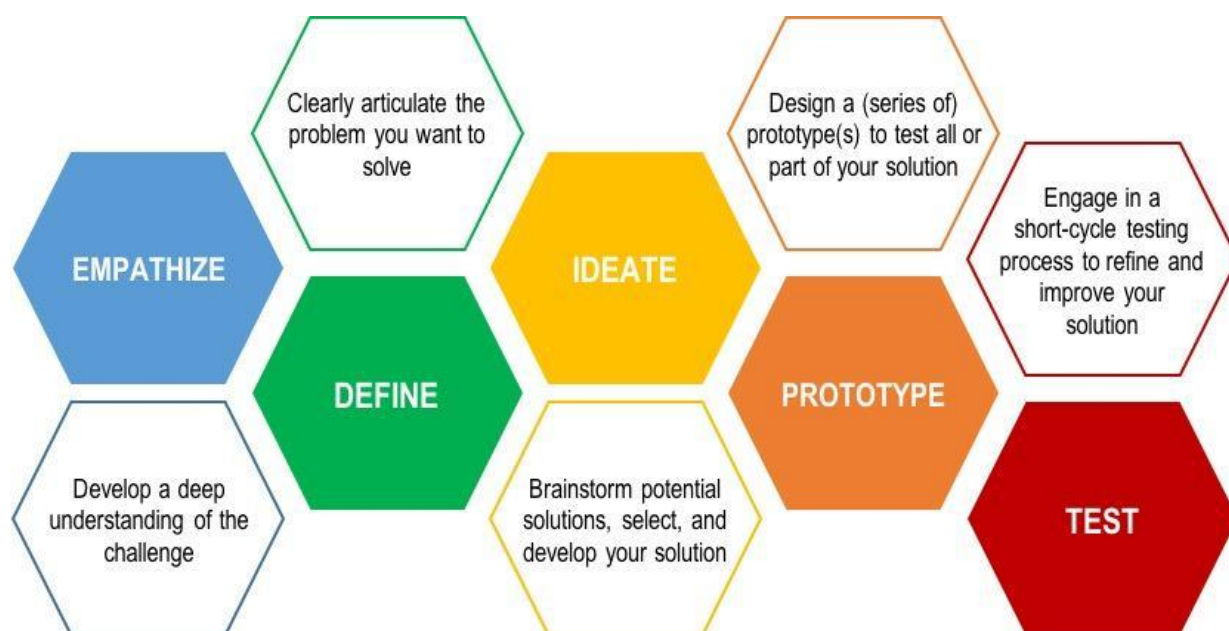 EMPATHIZE
Develop a deep
understanding of the
challenge
Clearly articulate the
problem you want to
solve
DEFINE
IDEATE
Brainstorm potential
solutions, select, and
develop your solution
Design a (series of)
prototype(s) to test all or
part of your solution
PROTOTYPE
Engage in a
short-cycle testing
process to refine and
improve your
solution
TEST